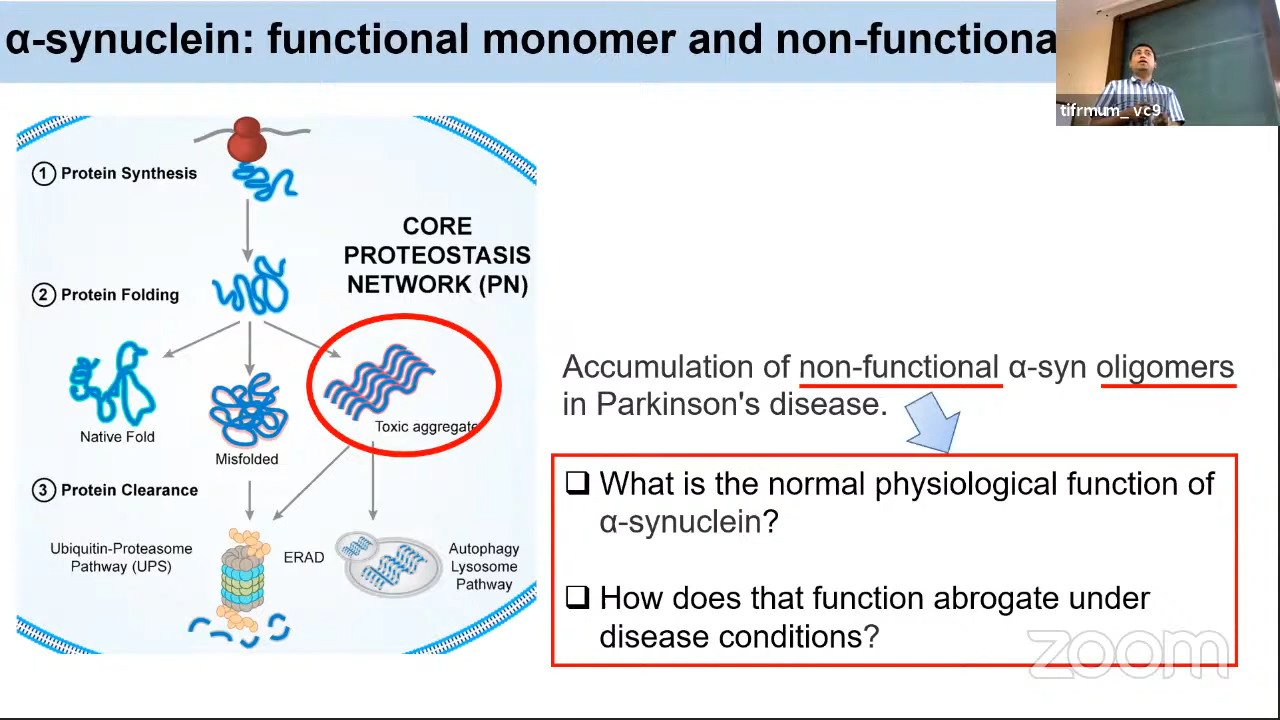 α-synuclein: functional monomer and non-functiona
tifrmum_ vc9
1 Protein Synthesis
CORE
PROTEOSTASIS
NETWORK (PN)
2 Protein Folding
Native Fold
Misfolded
Toxic aggregate
3 Protein Clearance
Ubiquitin-Proteasome
Pathway (UPS)
ERAD
Autophagy
Lysosome
Pathway
Accumulation of non-functional α-syn oligomers
in Parkinson's disease.
What is the normal physiological function of
α-synuclein?
How does that function abrogate under
disease conditions?
zoom